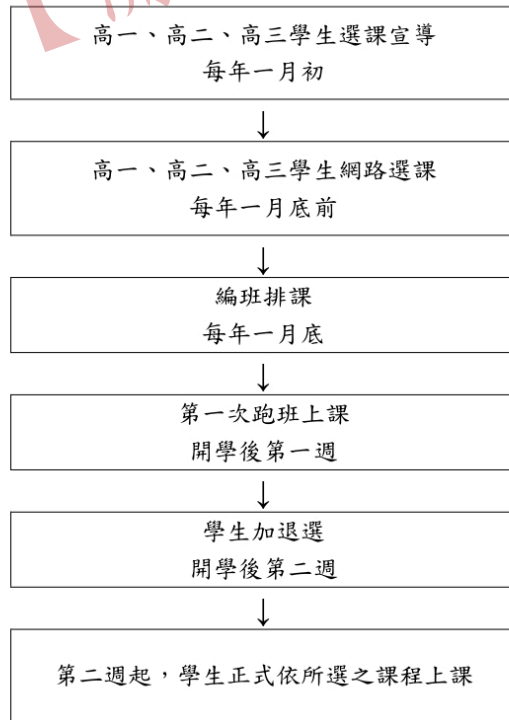 高一、高二、高三學生選課宣導
每年一月初
↓
高一、高二、高三學生網路選課
每年一月底前
↓
編班排課
每年一月底
↓
第一次跑班上課
開學後第一週
↓
學生加退選
開學後第二週
↓
第二週起，學生正式依所選之課程上課